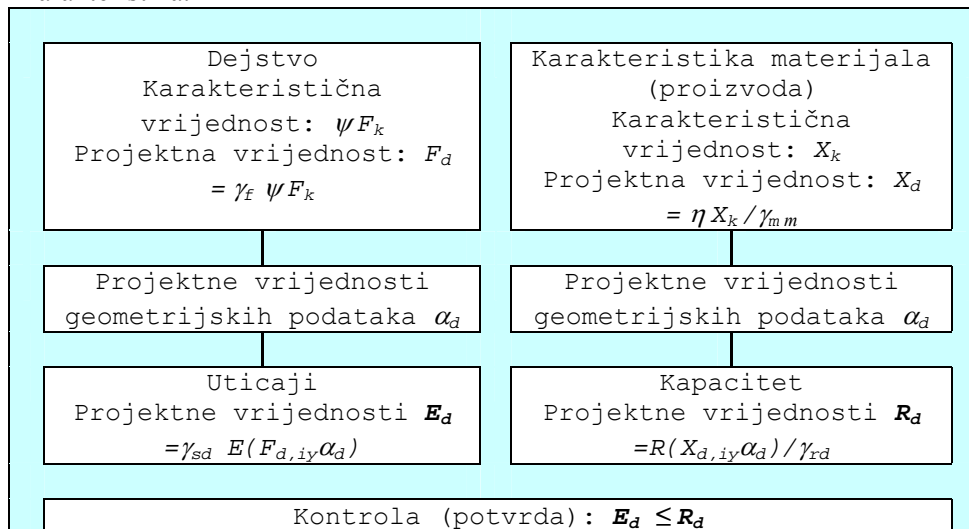 Dejstvo
Karakteristična
vrijednost: ψF_k
Projektna vrijednost: F_d
= γ_f ψF_k
Karakteristika materijala
(proizvoda)
Karakteristična
vrijednost: X_k
Projektna vrijednost: X_d
= η X_k/γ_m m
Projektne vrijednosti
geometrijskih podataka α_d
Projektne vrijednosti
geometrijskih podataka α_d
Uticaji
Projektne vrijednosti E_d
=γ_sd E(F_d,iy α_d)
Kapacitet
Projektne vrijednosti R_d
=R(X_d,iy α_d)/γ_rd
Kontrola (potvrda): E_d ≤ R_d